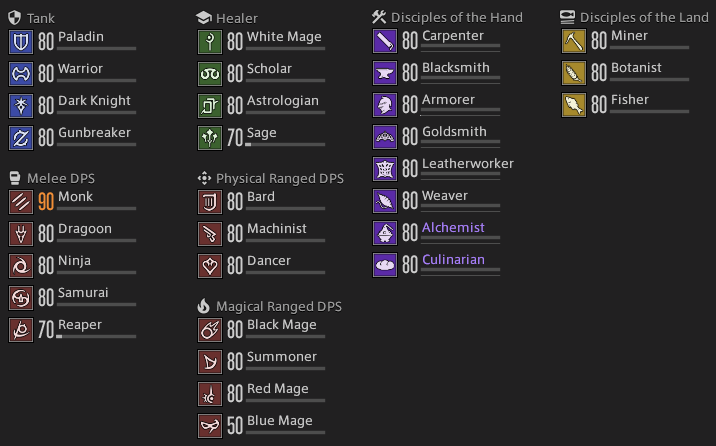 Tank
80 Paladin
80 Warrior
80 Dark Knight
80 Gunbreaker
Melee DPS
90 Monk
80 Dragoon
80 Ninja
80 Samurai
70 Reaper
Healer
80 White Mage
80 Scholar
80 Astrologian
70 Sage
Physical Ranged DPS
80 Bard
80 Machinist
80 Dancer
Magical Ranged DPS
80 Black Mage
80 Summoner
80 Red Mage
50 Blue Mage
Disciples of the Hand
80 Carpenter
80 Blacksmith
80 Armorer
80 Goldsmith
80 Leatherworker
80 Weaver
80 Alchemist
80 Culinarian
Disciples of the Land
80 Miner
80 Botanist
80 Fisher